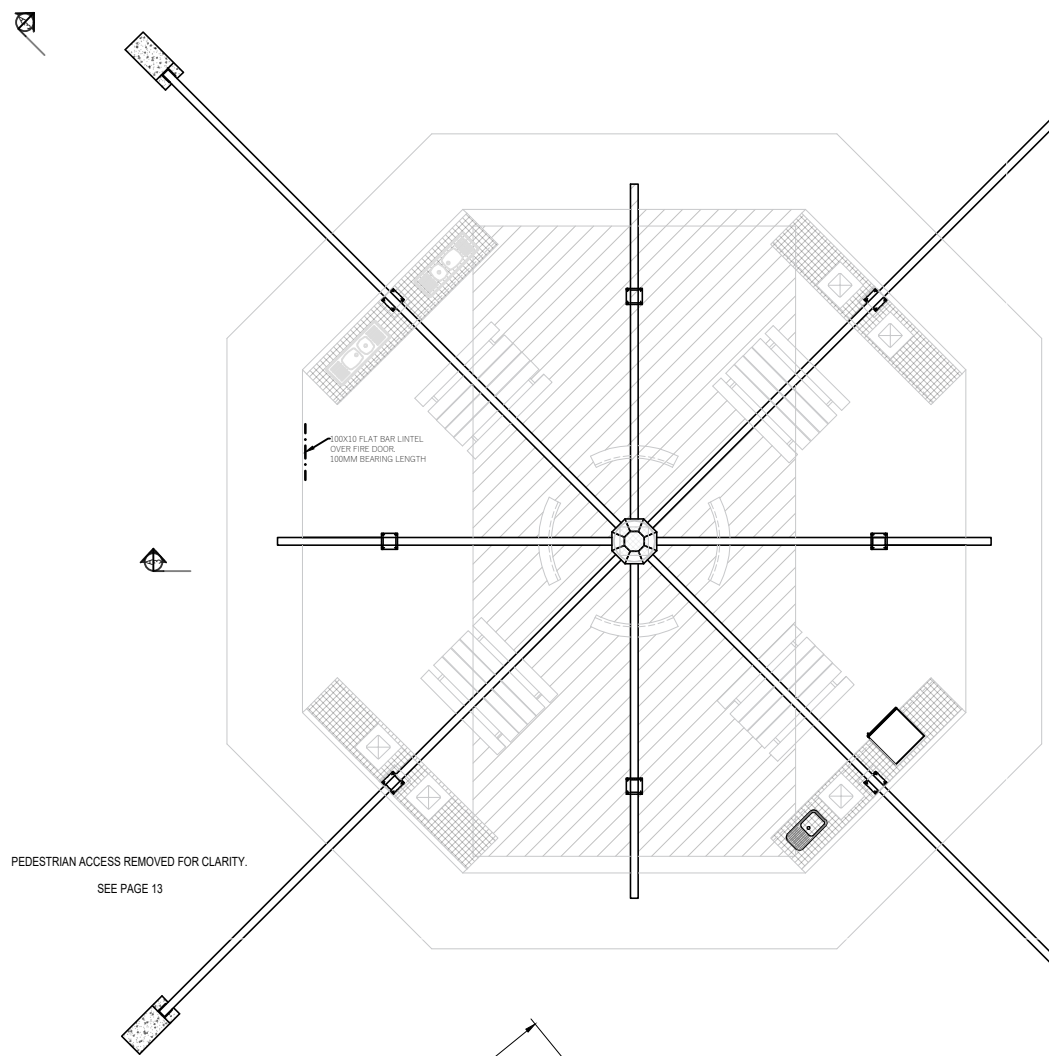 100X10 FLAT BAR LINTEL
OVER FIRE DOOR.
100MM BEARING LENGTH
PEDESTRIAN ACCESS REMOVED FOR CLARITY.
SEE PAGE 13